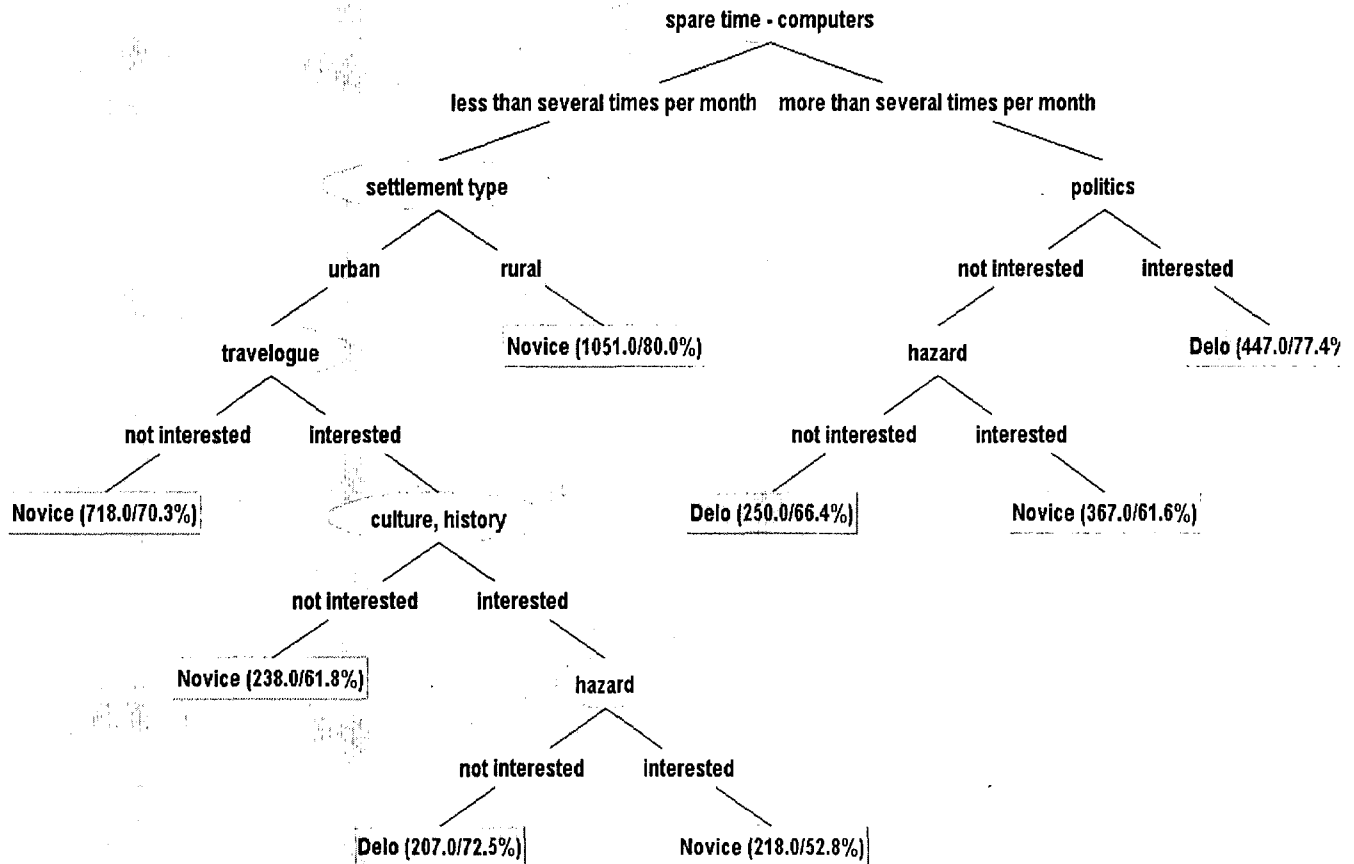 spare time - computers
less than several times per month more than several times per month
settlement type politics
urban rural not interested interested
travelogue Novice (1051.0/80.0%) hazard Delo (447.0/77.4%
not interested interested not interested interested
Novice (718.0/70.3%) culture, history Delo (250.0/66.4%) Novice (367.0/61.6%)
not interested interested
Novice (238.0/61.8%) hazard
not interested interested
Delo (207.0/72.5%) Novice (218.0/52.8%)